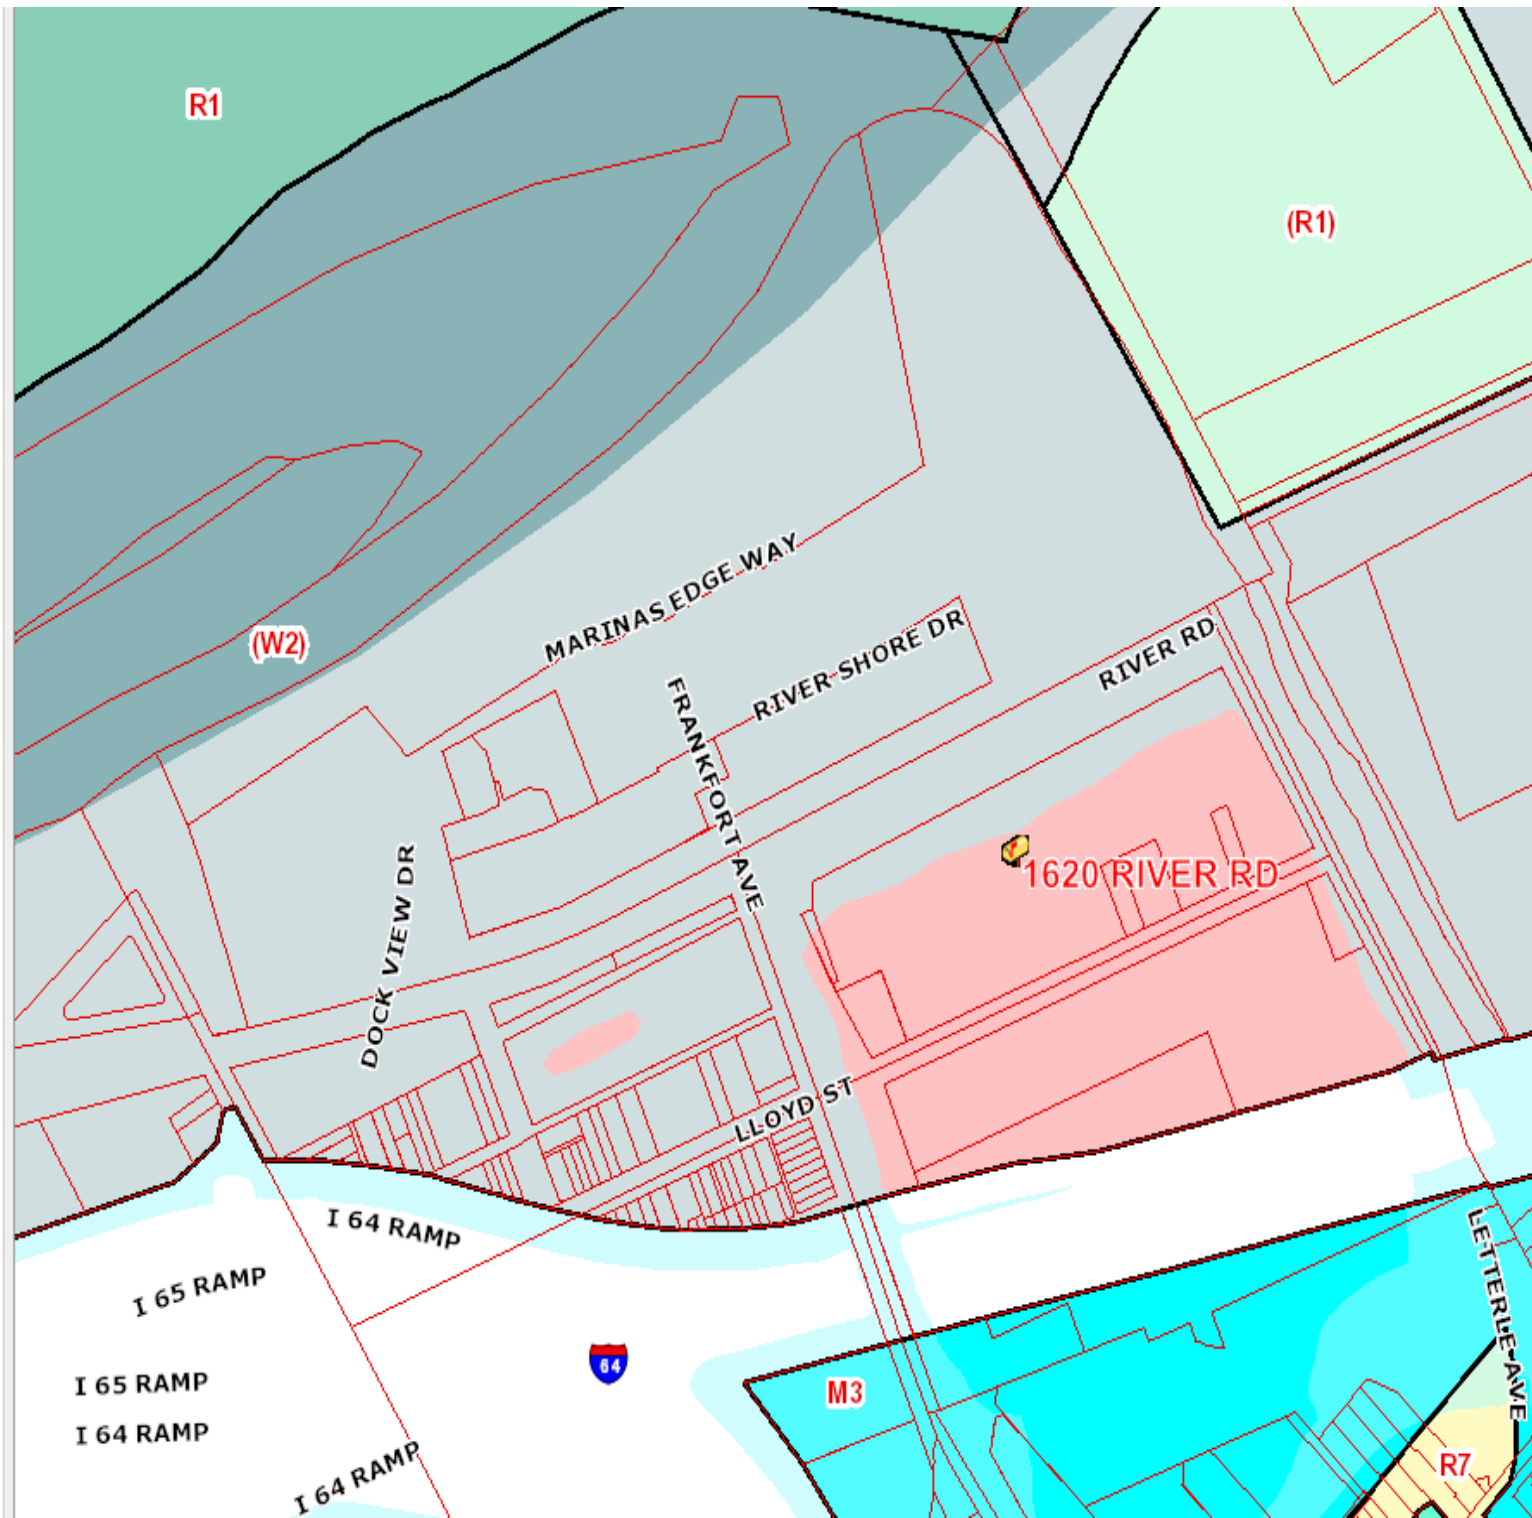 R1
(R1)
MARINAS EDGE WAY
(W2)
RIVER SHORE DR
RIVER RD
FRANKFORT AVE
1620 RIVER RD
DOCK VIEW DR
LLOYD ST
I 64 RAMP
I 65 RAMP
LETTERLE AVE
64
I 65 RAMP
M3
I 64 RAMP
R7
I 64 RAMP